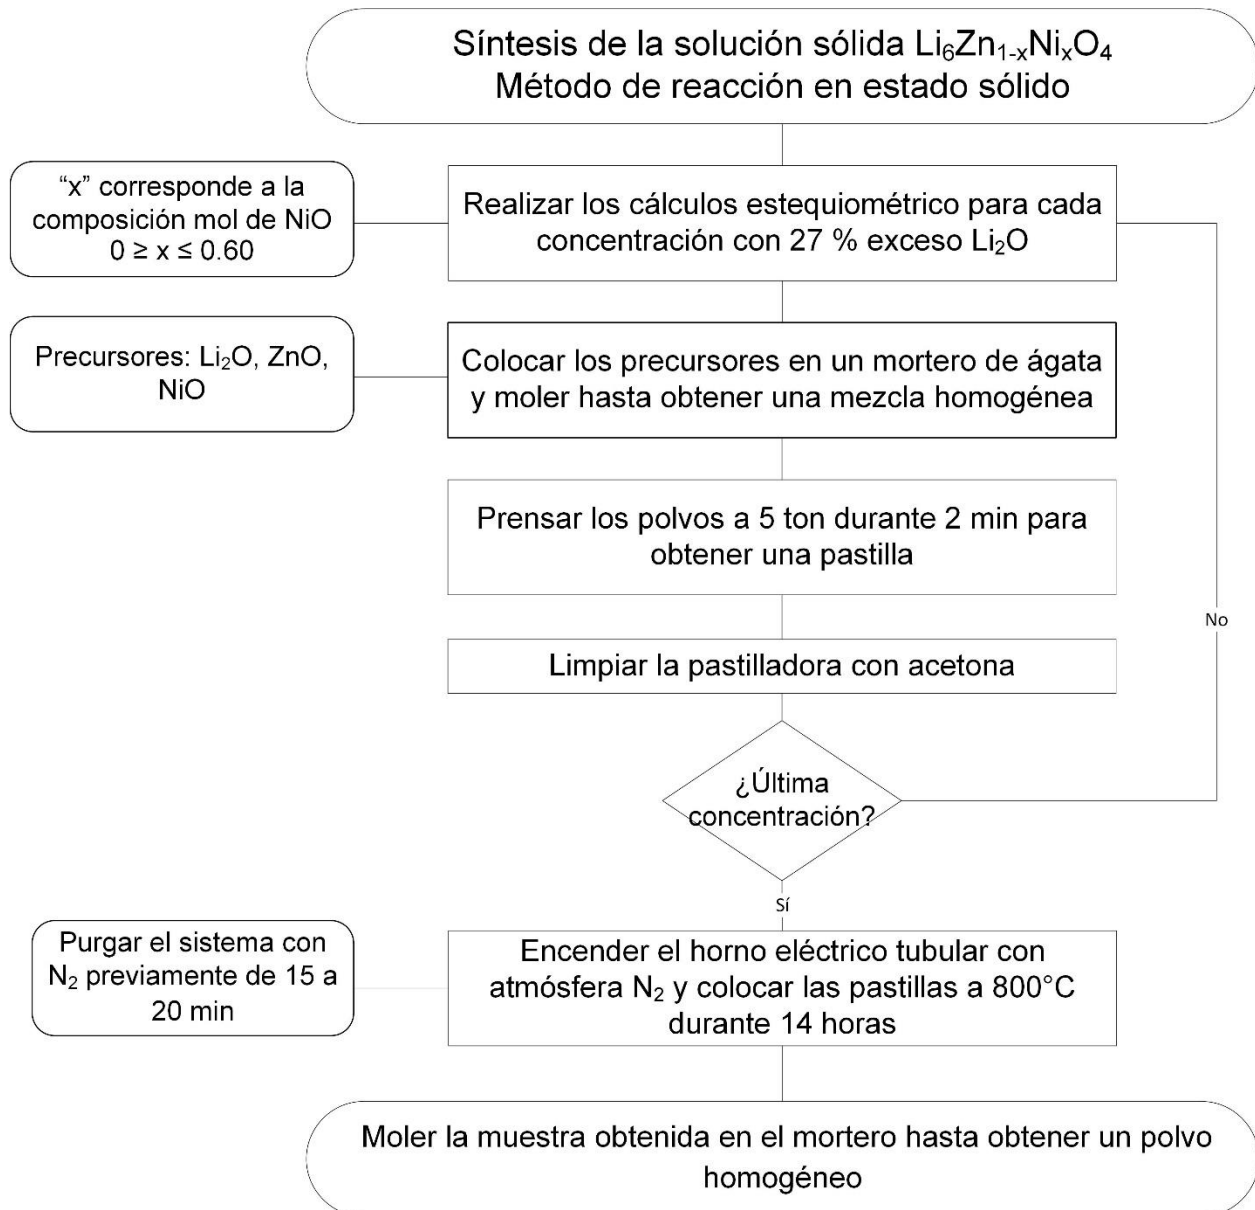 Síntesis de la solución sólida Li₆Zn₁₋ₓNiₓO₄
Método de reacción en estado sólido
“x” corresponde a la
composición mol de NiO
0 ≥ x ≤ 0.60
Realizar los cálculos estequiométrico para cada
concentración con 27 % exceso Li₂O
Precursores: Li₂O, ZnO,
NiO
Colocar los precursores en un mortero de ágata
y moler hasta obtener una mezcla homogénea
Prensar los polvos a 5 ton durante 2 min para
obtener una pastilla
No
Limpiar la pastilladora con acetona
¿Última
concentración?
Sí
Purgar el sistema con
N₂ previamente de 15 a
20 min
Encender el horno eléctrico tubular con
atmósfera N₂ y colocar las pastillas a 800°C
durante 14 horas
Moler la muestra obtenida en el mortero hasta obtener un polvo
homogéneo